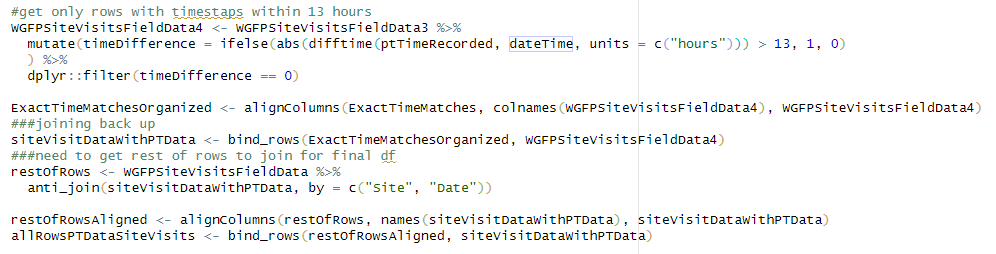 #get only rows with timestaps within 13 hours
WGFPSiteVisitsFieldData4 <- WGFPSiteVisitsFieldData3 %>%
  mutate(timeDifference = ifelse(abs(difftime(ptTimeRecorded, dateTime, units = c("hours"))) > 13, 1, 0)
  ) %>%
  dplyr::filter(timeDifference == 0)

ExactTimeMatchesOrganized <- alignColumns(ExactTimeMatches, colnames(WGFPSiteVisitsFieldData4), WGFPSiteVisitsFieldData4)
###joining back up
siteVisitDataWithPTData <- bind_rows(ExactTimeMatchesOrganized, WGFPSiteVisitsFieldData4)
###need to get rest of rows to join for final df
restOfRows <- WGFPSiteVisitsFieldData %>%
  anti_join(siteVisitDataWithPTData, by = c("Site", "Date"))

restOfRowsAligned <- alignColumns(restOfRows, names(siteVisitDataWithPTData), siteVisitDataWithPTData)
allRowsPTDataSiteVisits <- bind_rows(restOfRowsAligned, siteVisitDataWithPTData)